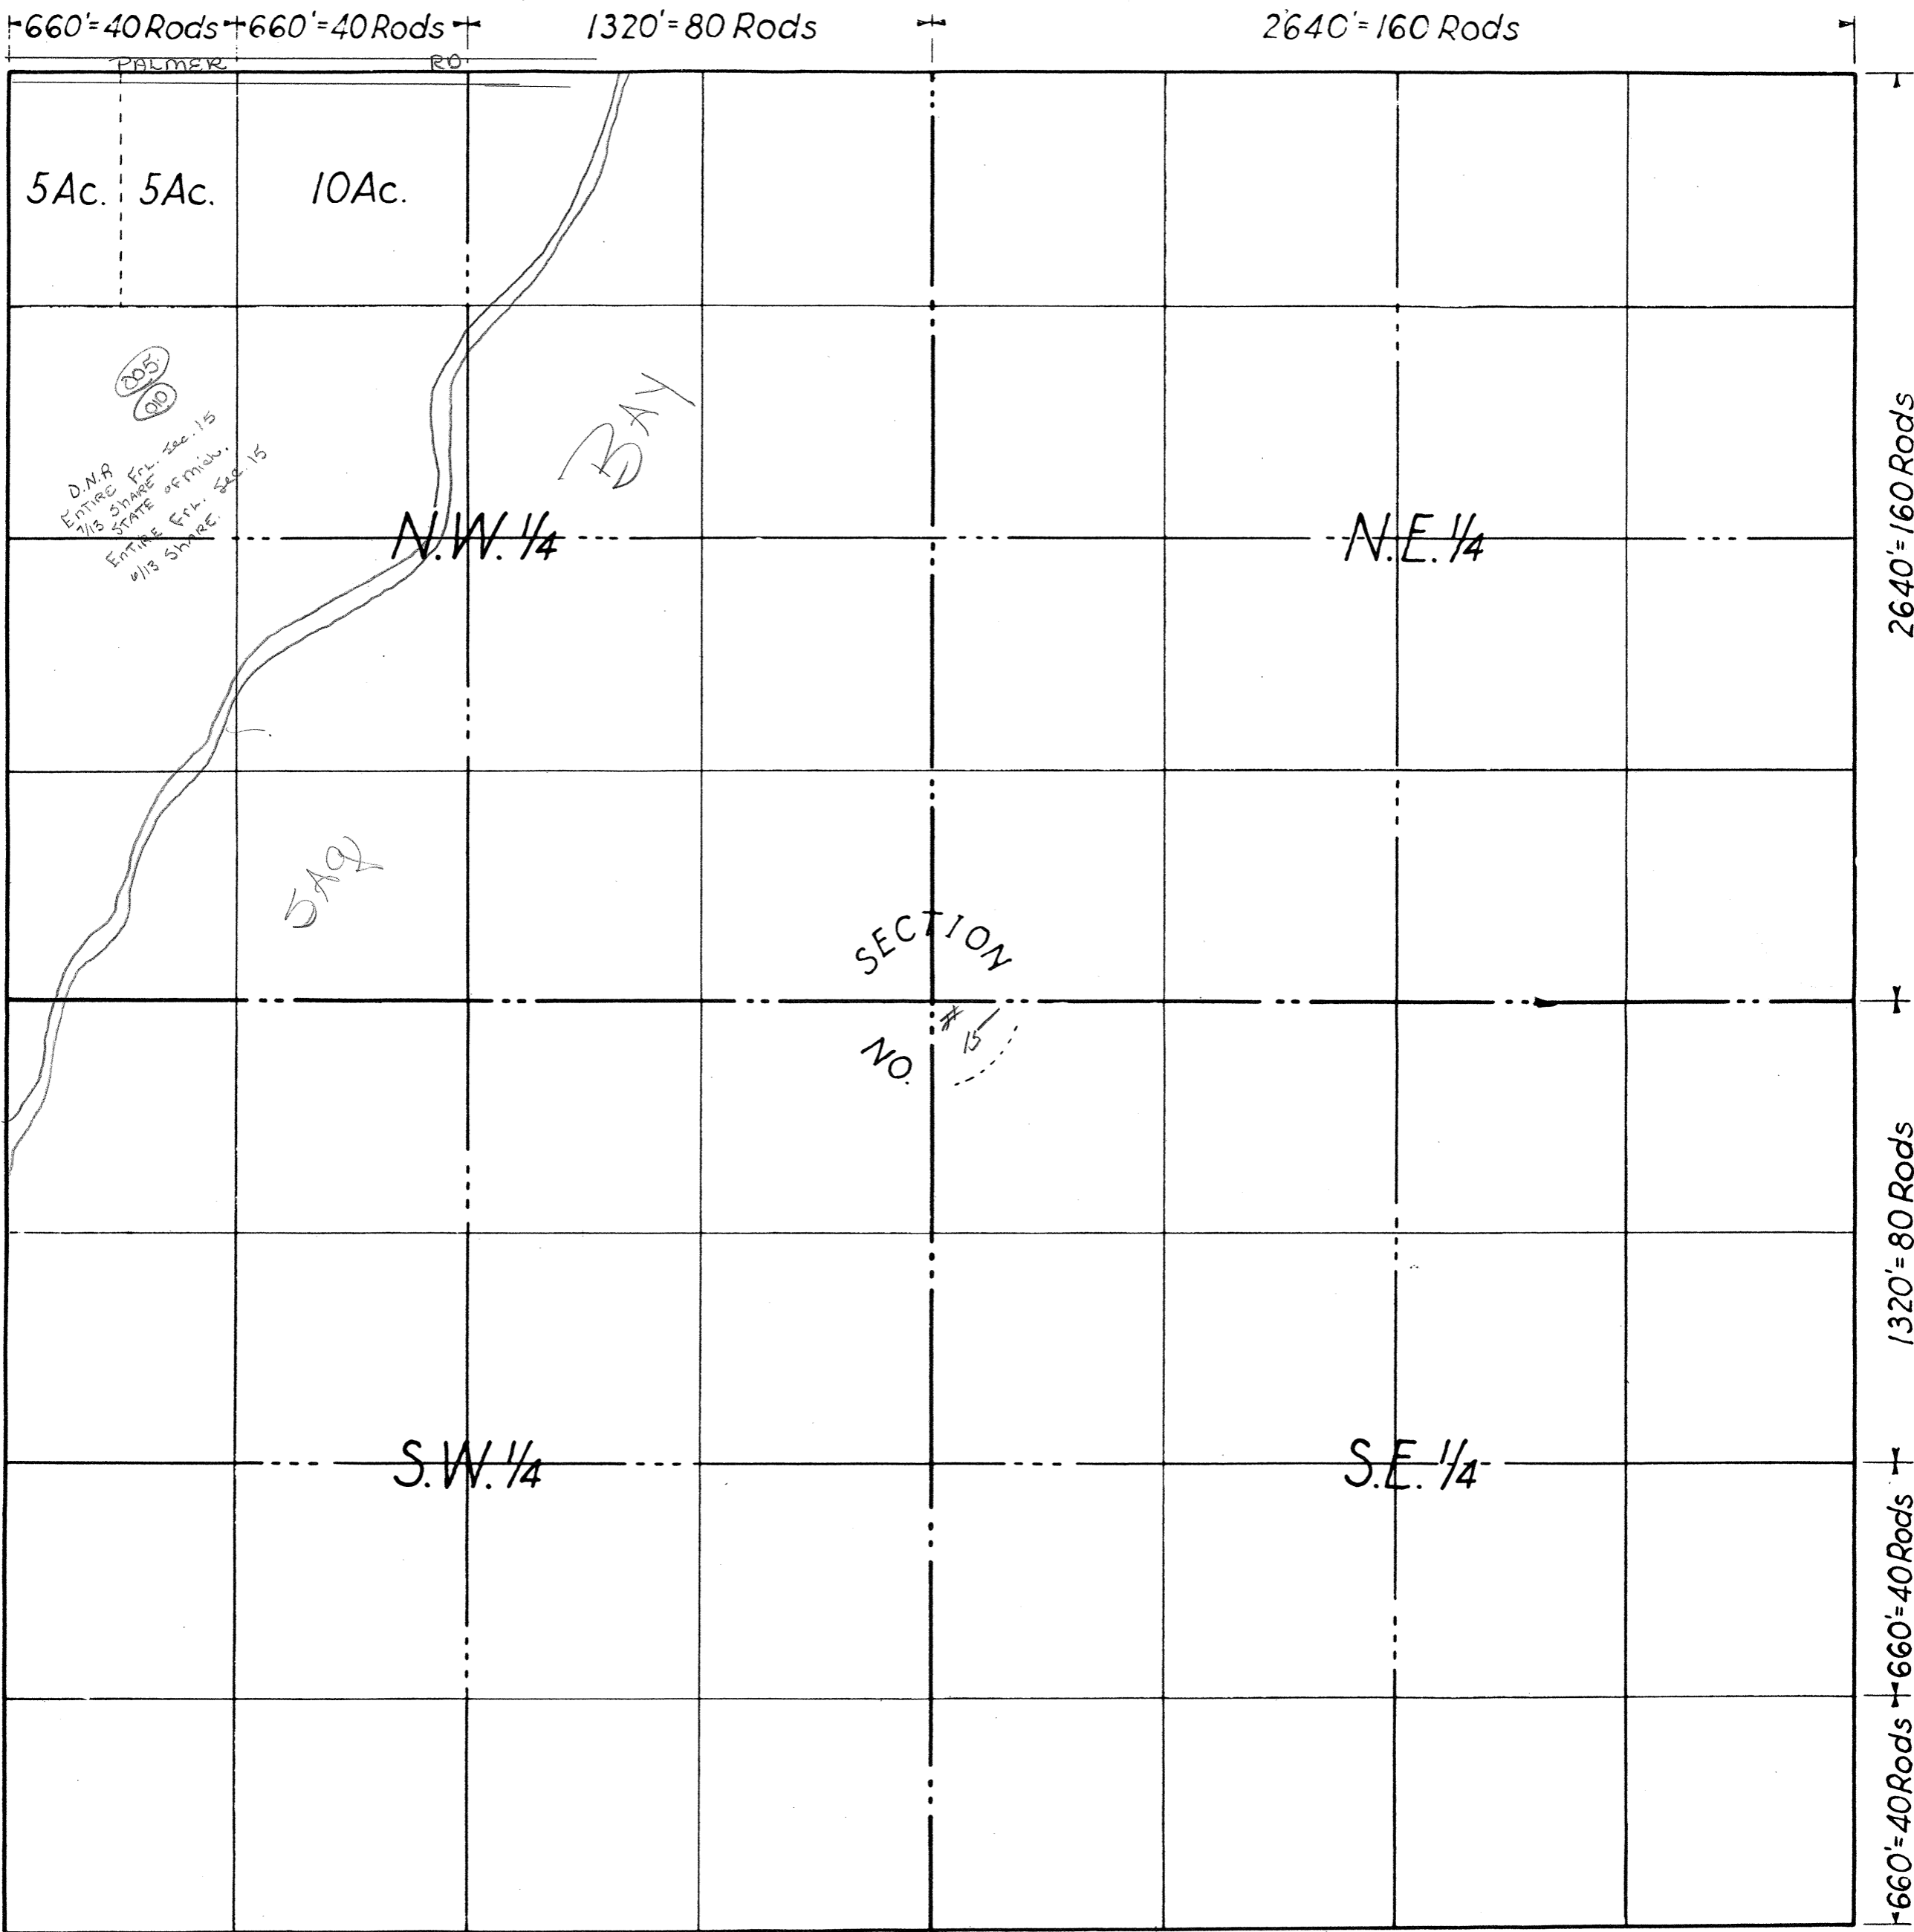 660'=40 Rods 660'=40 Rods 1320'=80 Rods 2640'=160 Rods
PALMER RD
5Ac. 5Ac. 10Ac.
005
010
D.N.R
ENTIRE Frl. Sec. 15
7/13 SHARE
STATE OF Mich.
ENTIRE Frl. Sec. 15
6/13 SHARE.
BAY
N.W. 1/4
N.E. 1/4
2640'=160 Rods
SAG
SECTION
NO. # 15
1320'=80 Rods
S.W. 1/4
S.E. 1/4
660'=40 Rods
660'=40 Rods